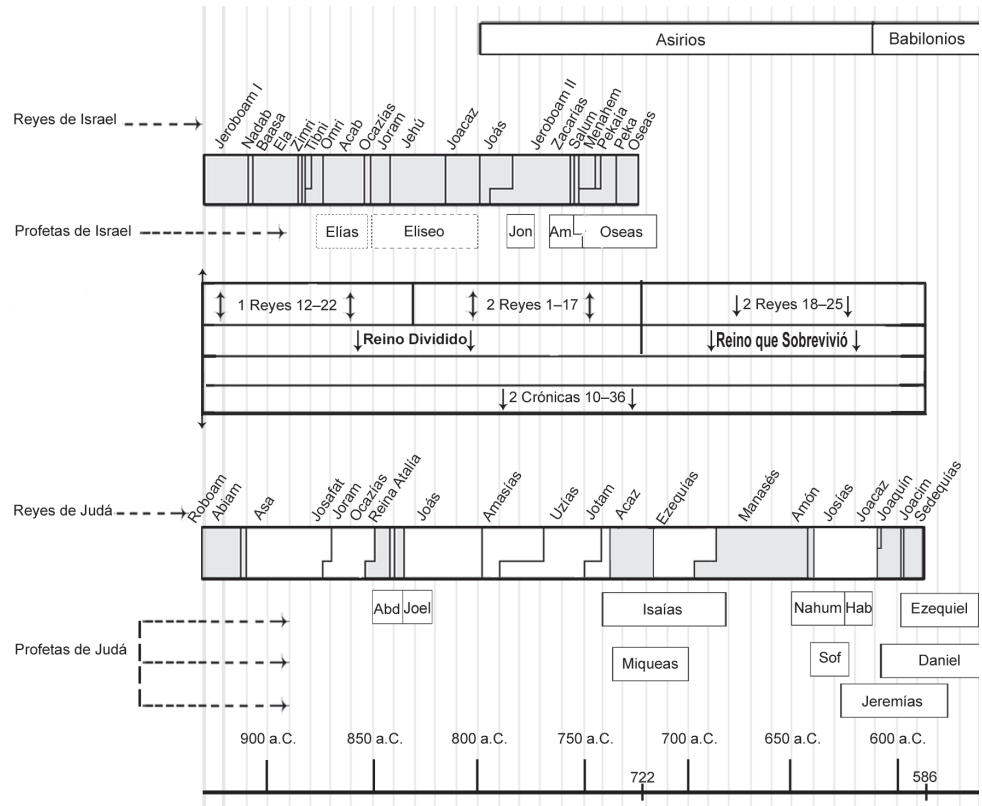 Asirios
Babilonios
Reyes de Israel
Jeroboam I
Nadab
Baasa
Ela
Zimri
Tibni
Omri
Acab
Ocazías
Joram
Jehú
Joacaz
Joás
Jeroboam II
Zacarías
Salum
Menahem
Pekaía
Peka
Oseas
Profetas de Israel
Elías
Eliseo
Jon
Am
Oseas
1 Reyes 12–22
2 Reyes 1–17
2 Reyes 18–25
Reino Dividido
Reino que Sobrevivió
2 Crónicas 10–36
Reyes de Judá
Roboam
Abiam
Asa
Josafat
Joram
Ocazías
Reina Atalía
Joás
Amasías
Uzías
Jotam
Acaz
Ezequías
Manasés
Amón
Josías
Joacaz
Joaquín
Joacim
Sedequías
Profetas de Judá
Abd
Joel
Isaías
Nahum
Hab
Ezequiel
Miqueas
Sof
Daniel
Jeremías
900 a.C.
850 a.C.
800 a.C.
750 a.C.
700 a.C.
650 a.C.
600 a.C.
722
586